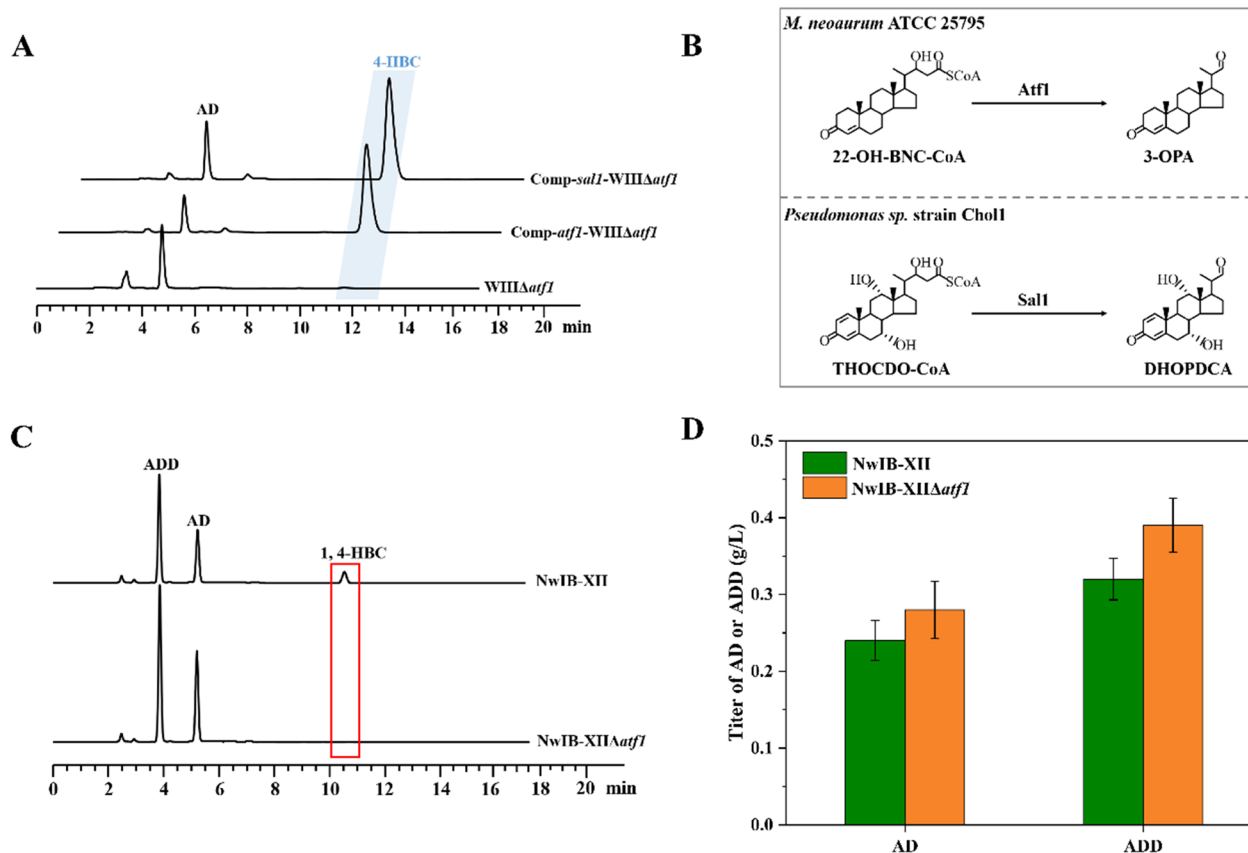 A
4-HBC
AD
Comp-sal1-WIIIΔatf1
Comp-atf1-WIIIΔatf1
WIIIΔatf1
0 2 4 6 8 10 12 14 16 18 20 min
B
M. neoaurum ATCC 25795
OH O
SCoA
O
Atf1
O
22-OH-BNC-CoA
3-OPA
Pseudomonas sp. strain Chol1
OH O
SCoA
O
HO
HO
Sal1
O
OH
O
OH
THOCDO-CoA
DHOPDCA
C
ADD
AD
1, 4-HBC
NwIB-XII
NwIB-XIIΔatf1
0 2 4 6 8 10 12 14 16 18 20 min
D
NwIB-XII
NwIB-XIIΔatf1
Titer of AD or ADD (g/L)
0.5
0.4
0.3
0.2
0.1
0.0
AD
ADD